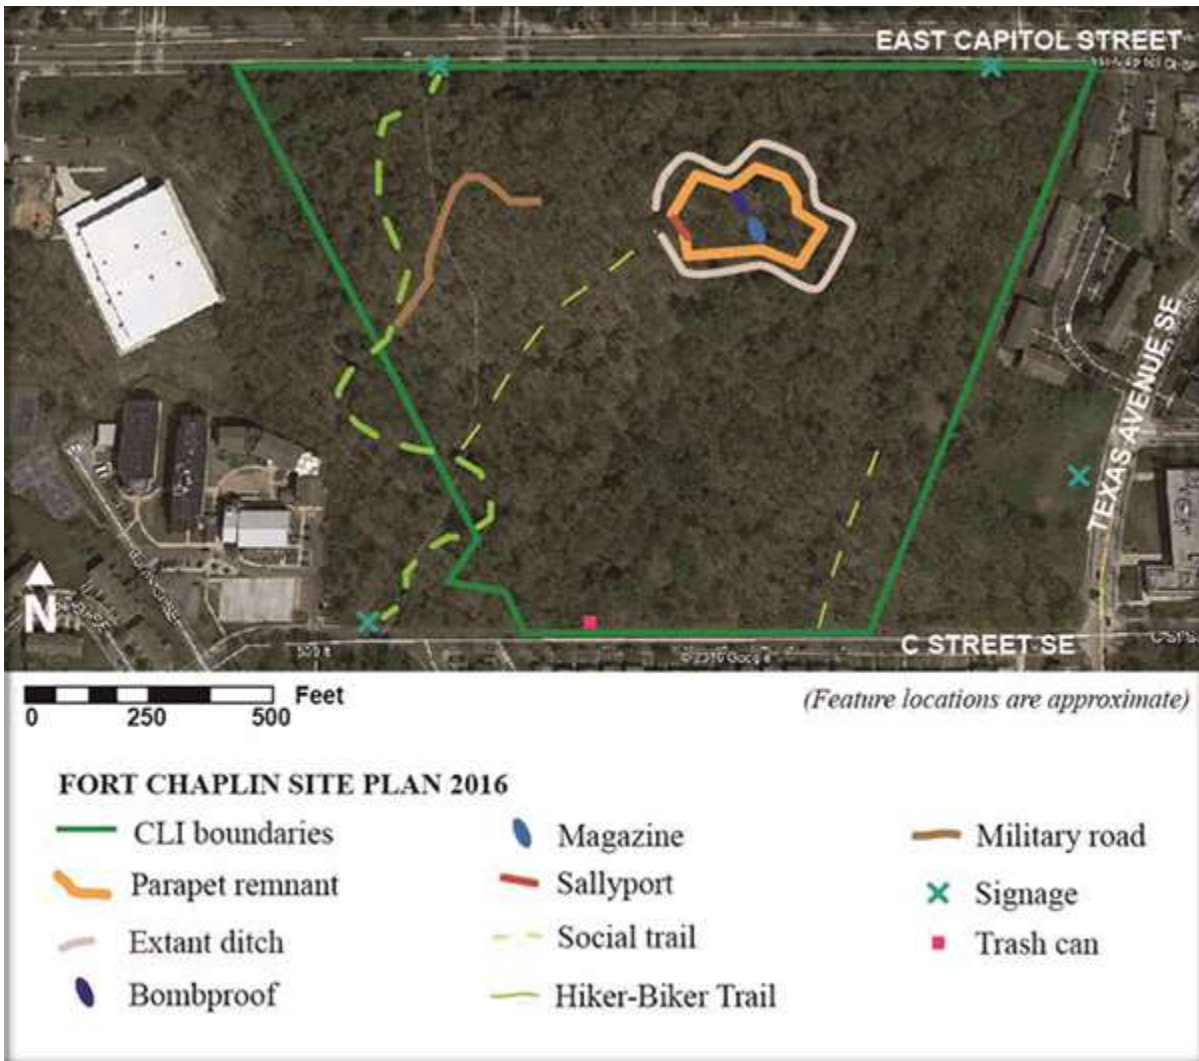 EAST CAPITOL STREET
TEXAS AVENUE SE
N
C STREET SE
0 250 500 Feet
(Feature locations are approximate)
FORT CHAPLIN SITE PLAN 2016
CLI boundaries
Parapet remnant
Extant ditch
Bombproof
Magazine
Sallyport
Social trail
Hiker-Biker Trail
Military road
Signage
Trash can